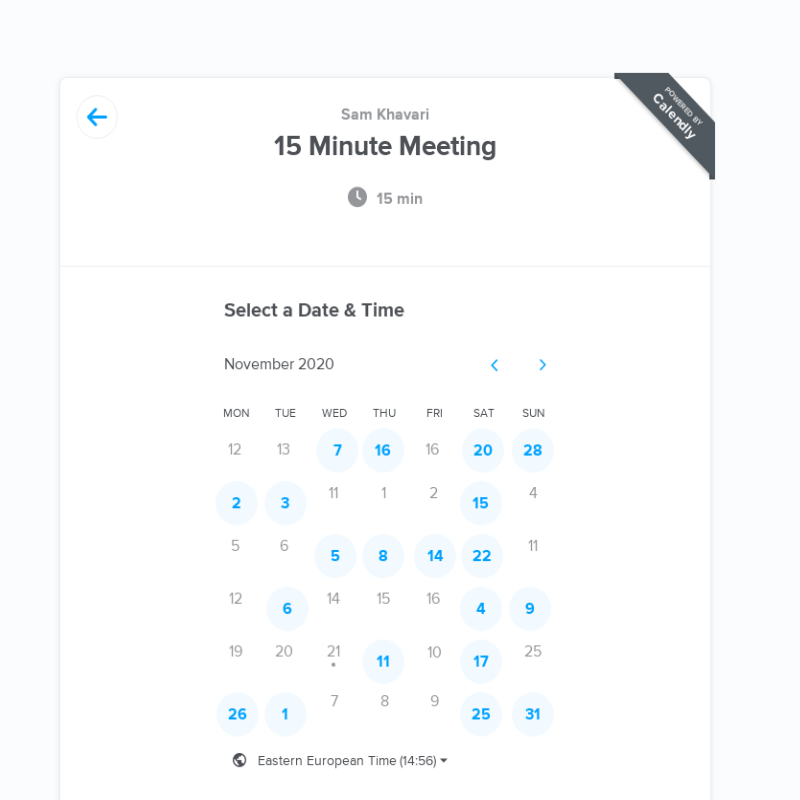 POWERED BY
Calendly
Sam Khavari
15 Minute Meeting
15 min
Select a Date & Time
November 2020
MON TUE WED THU FRI SAT SUN
12 13 7 16 16 20 28
2 3 11 1 2 15 4
5 6 5 8 14 22 11
12 6 14 15 16 4 9
19 20 21 11 10 17 25
26 1 7 8 9 25 31
Eastern European Time (14:56)